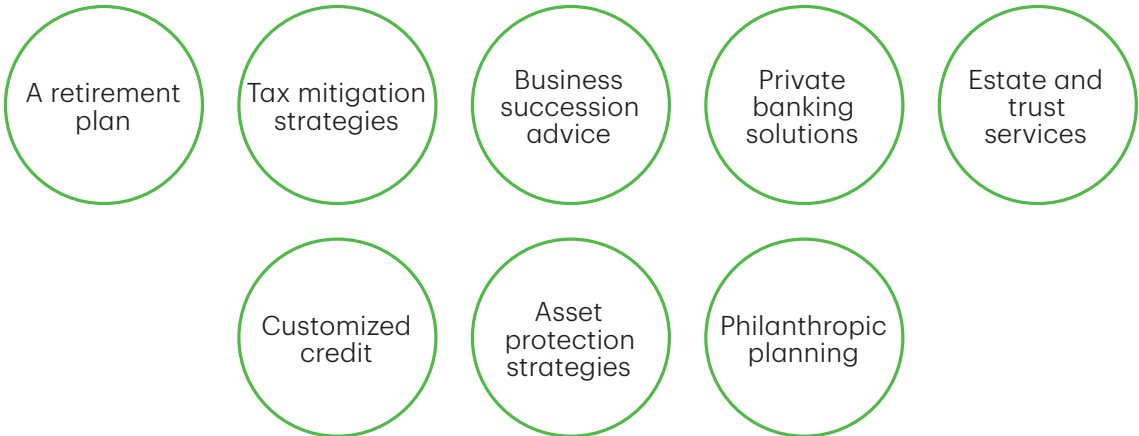 A retirement
plan
Tax mitigation
strategies
Business
succession
advice
Private
banking
solutions
Estate and
trust
services
Customized
credit
Asset
protection
strategies
Philanthropic
planning